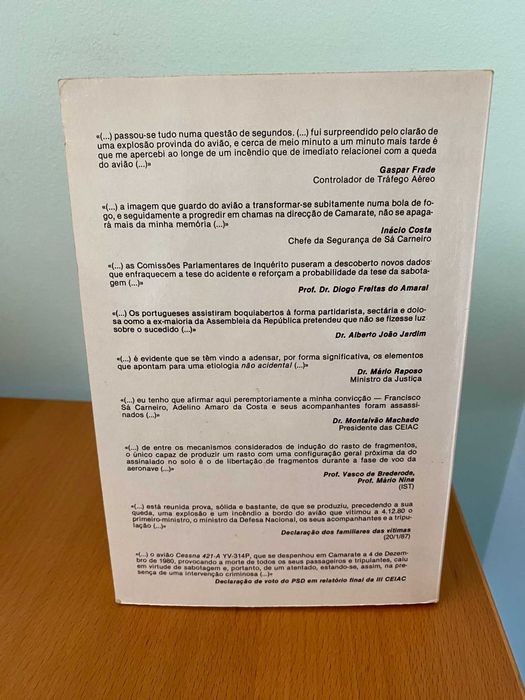 «(...) passou-se tudo numa questão de segundos. (...) fui surpreendido pelo clarão de
uma explosão provinda do avião, e cerca de meio minuto a um minuto mais tarde é
que me apercebi ao longe de um incêndio que de imediato relacionei com a queda
do avião (...)»
Gaspar Frade
Controlador de Tráfego Aéreo
«(...) a imagem que guardo do avião a transformar-se subitamente numa bola de fo-
go, e seguidamente a progredir em chamas na direcção de Camarate, não se apaga-
rá mais da minha memória (...)»
Inácio Costa
Chefe da Segurança de Sá Carneiro
«(...) as Comissões Parlamentares de Inquérito puseram a descoberto novos dados
que enfraquecem a tese do acidente e reforçam a probabilidade da tese da sabota-
gem (...)»
Prof. Dr. Diogo Freitas do Amaral
«(...) Os portugueses assistiram boquiabertos à forma partidarista, sectária e dolo-
sa como a ex-maioria da Assembleia da República pretendeu que não se fizesse luz
sobre o sucedido (...)»
Dr. Alberto João Jardim
«(...) é evidente que se têm vindo a adensar, por forma significativa, os elementos
que apontam para uma etiologia não acidental (...)»
Dr. Mário Raposo
Ministro da Justiça
«(...) eu tenho que afirmar aqui peremptoriamente a minha convicção — Francisco
Sá Carneiro, Adelino Amaro da Costa e seus acompanhantes foram assassi-
nados (...)»
Dr. Montalvão Machado
Presidente das CEIAC
«(...) de entre os mecanismos considerados de indução do rasto de fragmentos,
o único capaz de produzir um rasto com uma configuração geral próxima da do
assinalado no solo é o de libertação de fragmentos durante a fase de voo da
aeronave (...)»
Prof. Vasco de Brederode,
Prof. Mário Nina
(IST)
«(...) está reunida prova, sólida e bastante, de que se produziu, precedendo a sua
queda, uma explosão e um incêndio a bordo do avião que vitimou a 4.12.80 o
primeiro-ministro, o ministro da Defesa Nacional, os seus acompanhantes e a tripu-
lação (...)»
Declaração dos familiares das vítimas
(20/1/87)
«(...) o avião Cessna 421-A YV-314P, que se despenhou em Camarate a 4 de Dezem-
bro de 1980, provocando a morte de todos os seus passageiros e tripulantes, caiu
em virtude de sabotagem e, portanto, de um atentado, estando-se, assim, na pre-
sença de uma intervenção criminosa (...)»
Declaração de voto do PSD em relatório final da III CEIAC